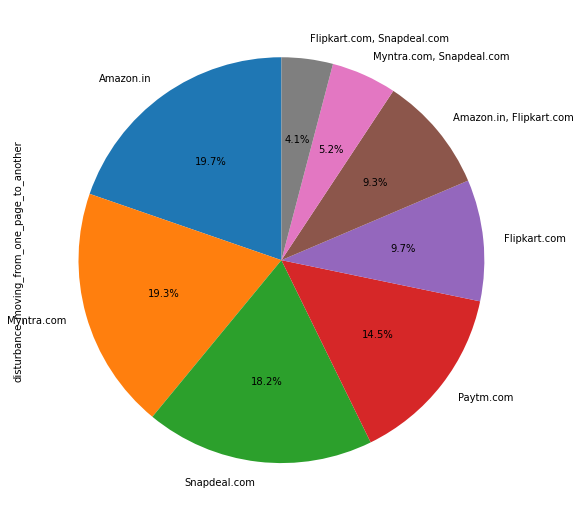 Flipkart.com, Snapdeal.com
Myntra.com, Snapdeal.com
Amazon.in
Amazon.in, Flipkart.com
4.1%
5.2%
19.7%
9.3%
disturbance_moving_from_one_page_to_another
Flipkart.com
9.7%
19.3%
Myntra.com
14.5%
18.2%
Paytm.com
Snapdeal.com